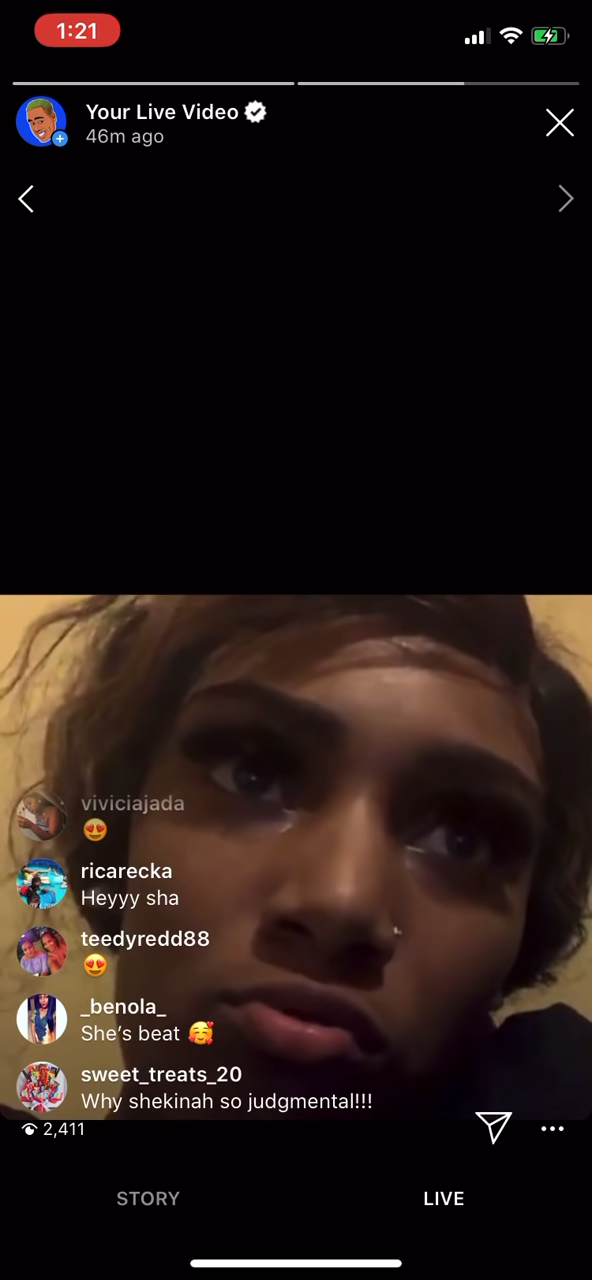 1:21
Your Live Video
46m ago
viviciajada
😍
ricarecka
Heyyy sha
teedyredd88
😍
_benola_
She’s beat 🥰
sweet_treats_20
Why shekinah so judgmental!!!
2,411
STORY
LIVE